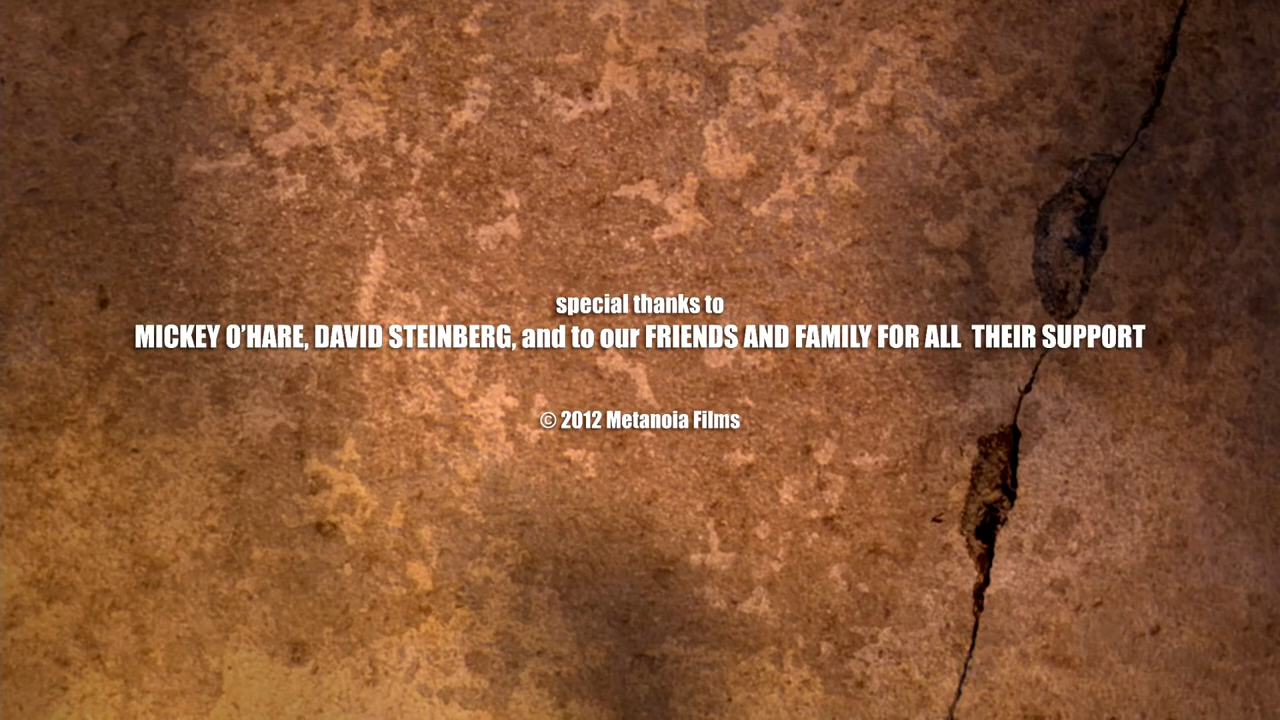 special thanks to
MICKEY O'HARE, DAVID STEINBERG, and to our FRIENDS AND FAMILY FOR ALL  THEIR SUPPORT
© 2012 Metanoia Films